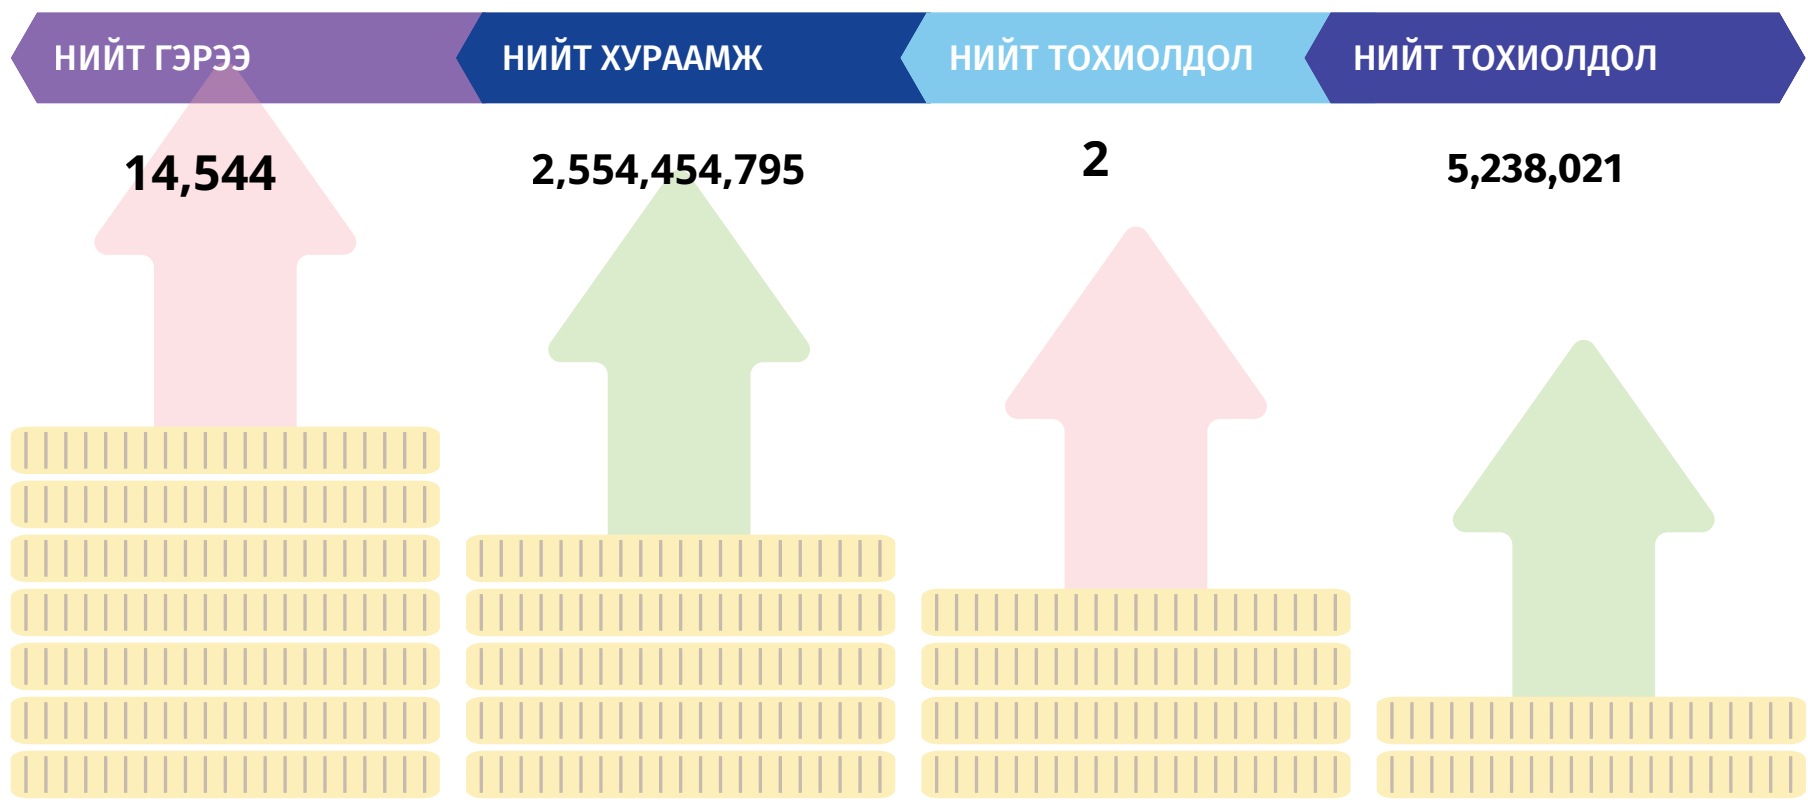 НИЙТ ГЭРЭЭ
НИЙТ ХУРААМЖ
НИЙТ ТОХИОЛДОЛ
НИЙТ ТОХИОЛДОЛ
14,544
2,554,454,795
2
5,238,021